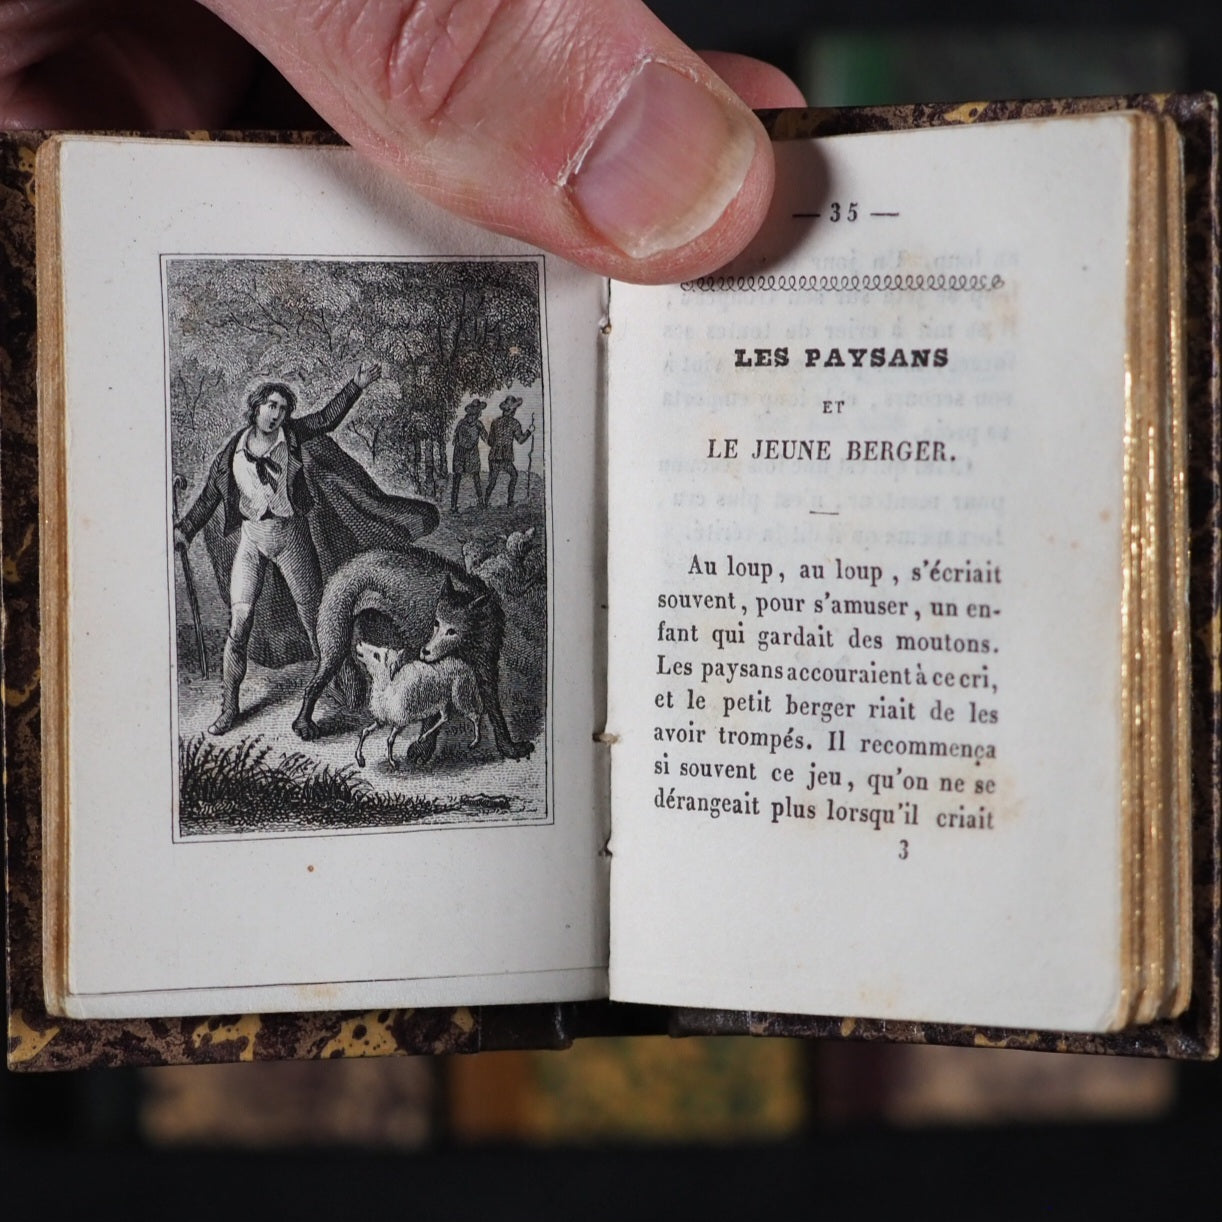 — 35 —
LES PAYSANS
ET
LE JEUNE BERGER.
Au loup, au loup, s'écriait
souvent, pour s'amuser, un en-
fant qui gardait des moutons.
Les paysans accouraient à ce cri,
et le petit berger riait de les
avoir trompés. Il recommença
si souvent ce jeu, qu'on ne se
dérangeait plus lorsqu'il criait
3